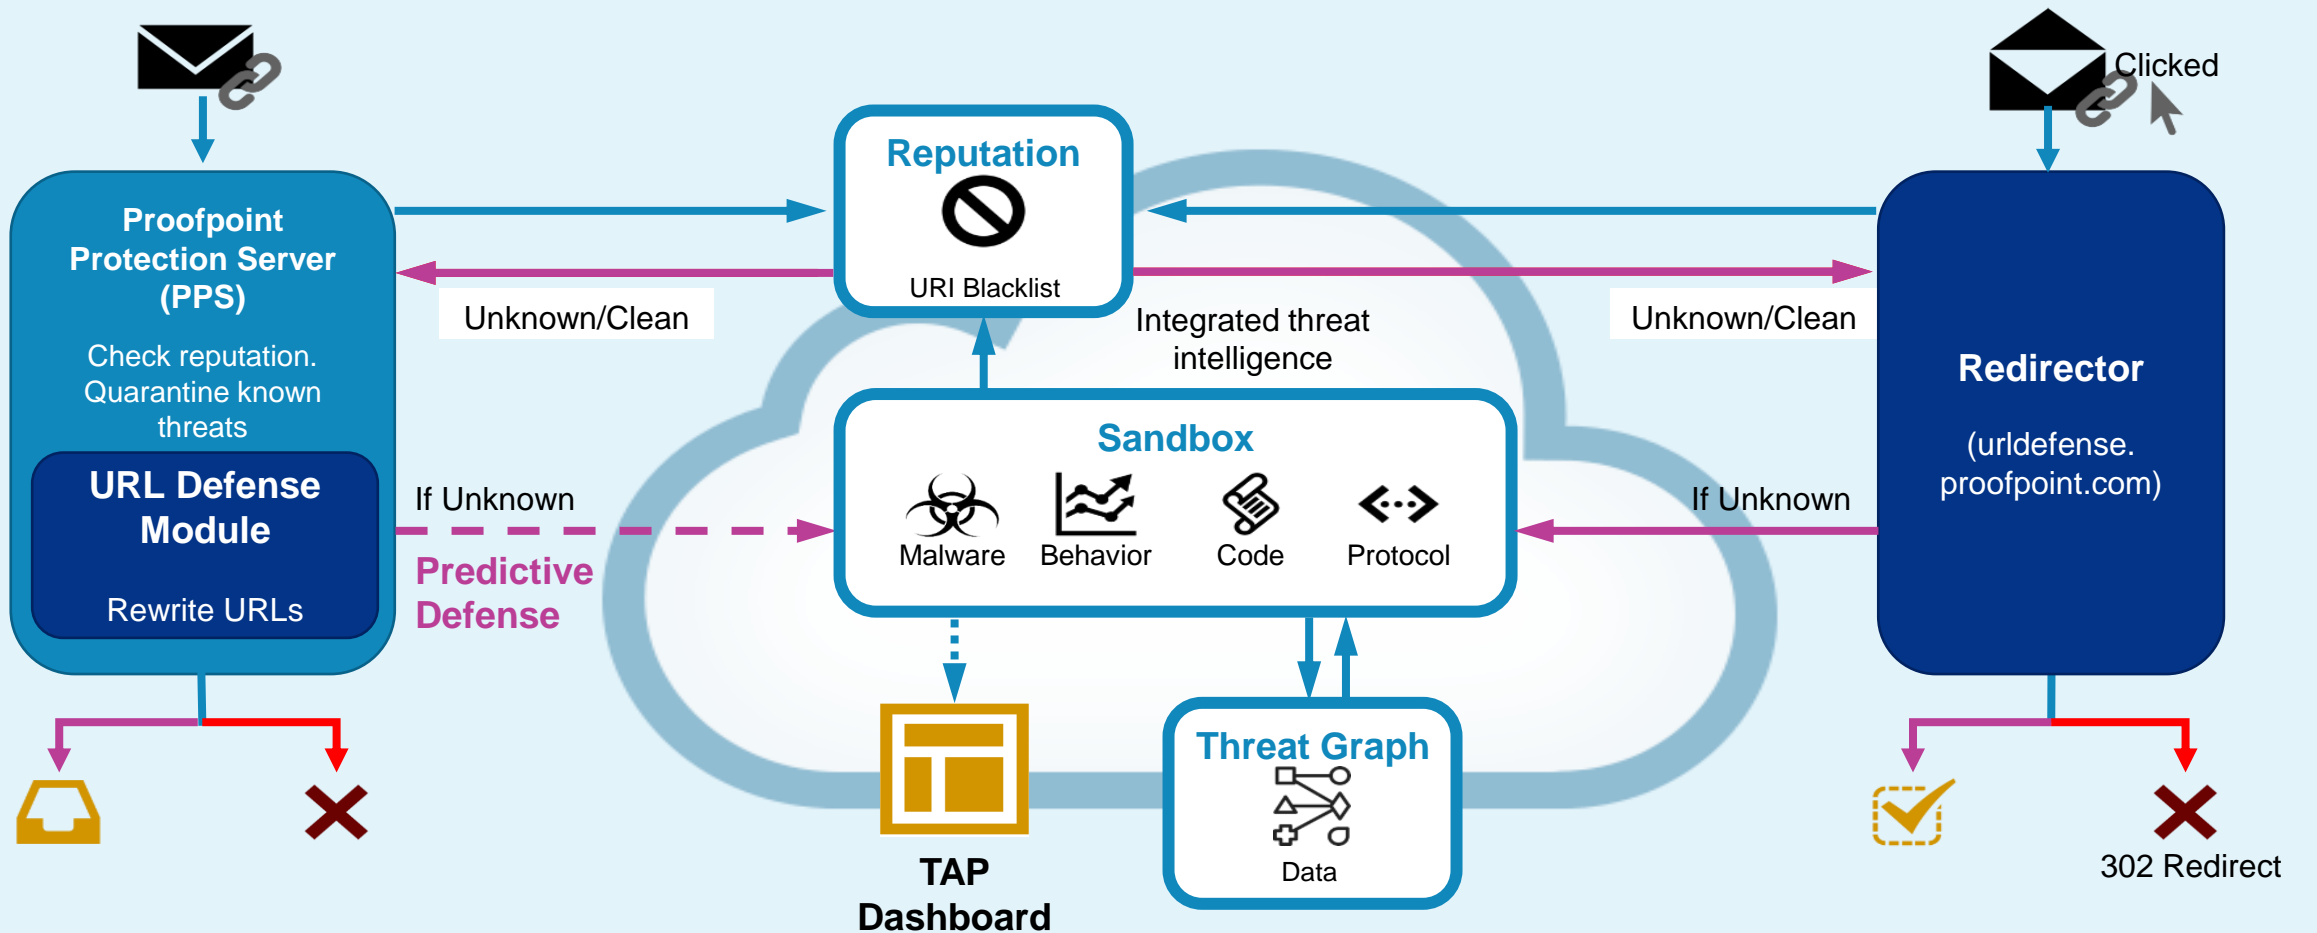 Clicked
Proofpoint
Protection Server
(PPS)
Check reputation.
Quarantine known
threats
URL Defense
Module
Rewrite URLs
Unknown/Clean
If Unknown
Predictive
Defense
Reputation
URI Blacklist
Integrated threat
intelligence
Sandbox
Malware
Behavior
Code
Protocol
TAP
Dashboard
Threat Graph
Data
Unknown/Clean
If Unknown
Redirector
(urldefense.
proofpoint.com)
302 Redirect